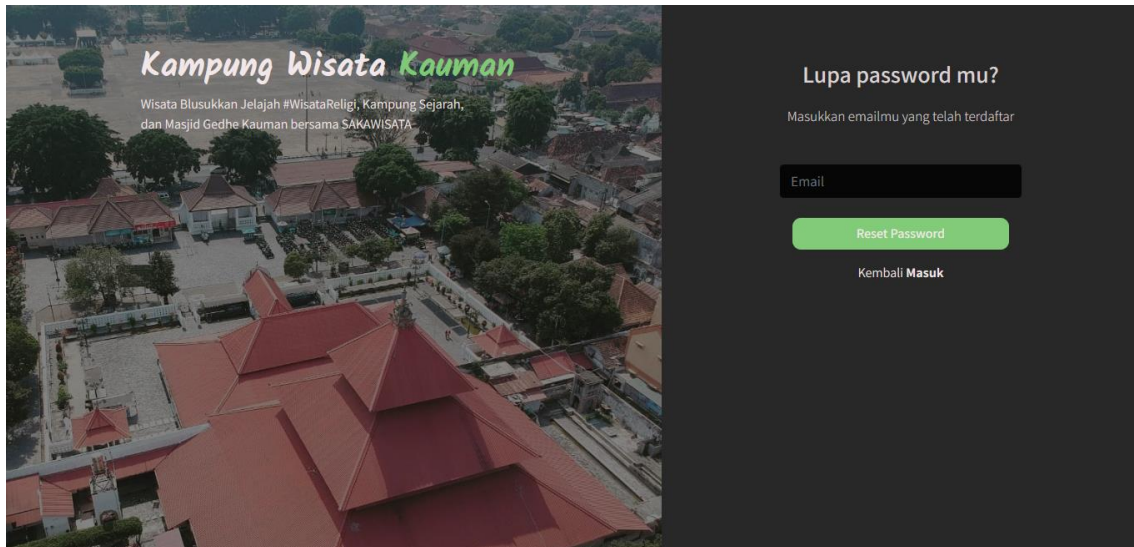 Kampung Wisata Kauman
Wisata Blusukkan Jelajah #WisataReligi, Kampung Sejarah,
dan Masjid Gedhe Kauman bersama SAKAWISATA
Lupa password mu?
Masukkan emailmu yang telah terdaftar
Email
Reset Password
Kembali Masuk